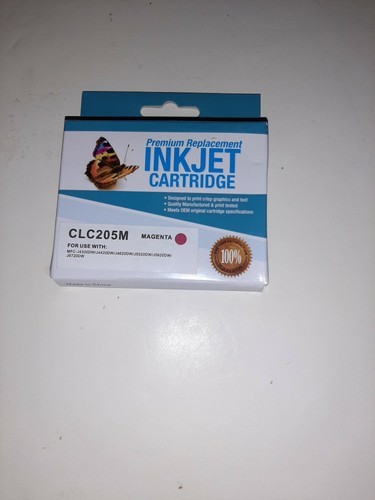 Premium Replacement
INKJET
CARTRIDGE
• Designed to print crisp graphics and text
• Quality Manufactured & print tested
• Meets OEM original cartridge specifications
CLC205M MAGENTA
FOR USE WITH:
100%